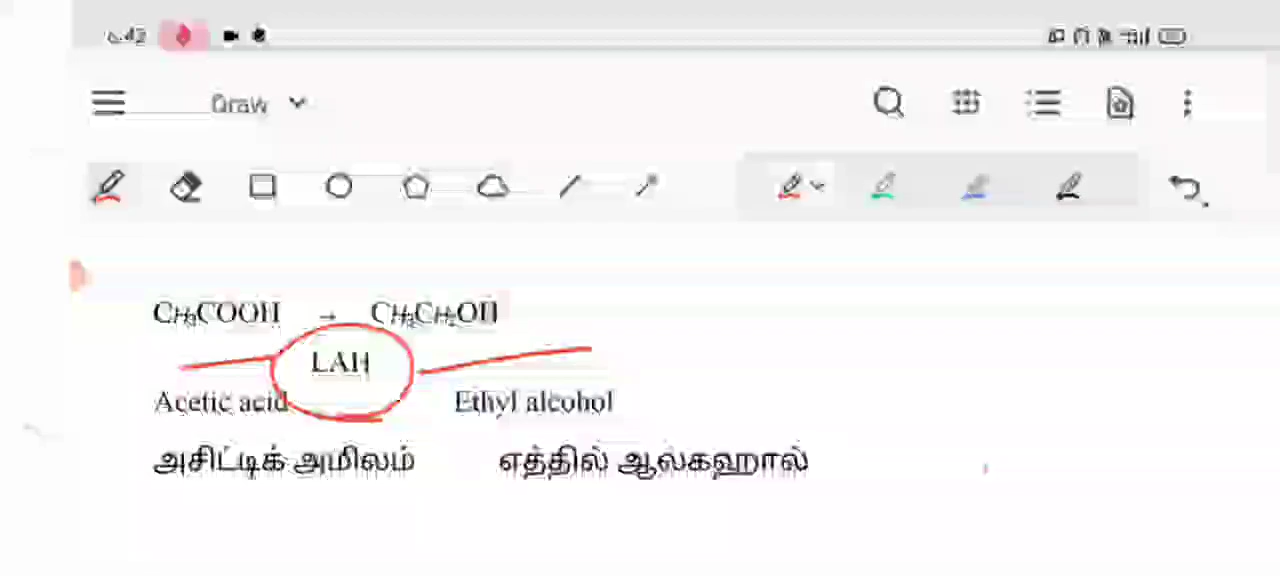 Draw
CH₃COOH → CH₃CH₂OH
LAH
Acetic acid Ethyl alcohol
அசிட்டிக் அமிலம் எத்தில் ஆல்கஹால்